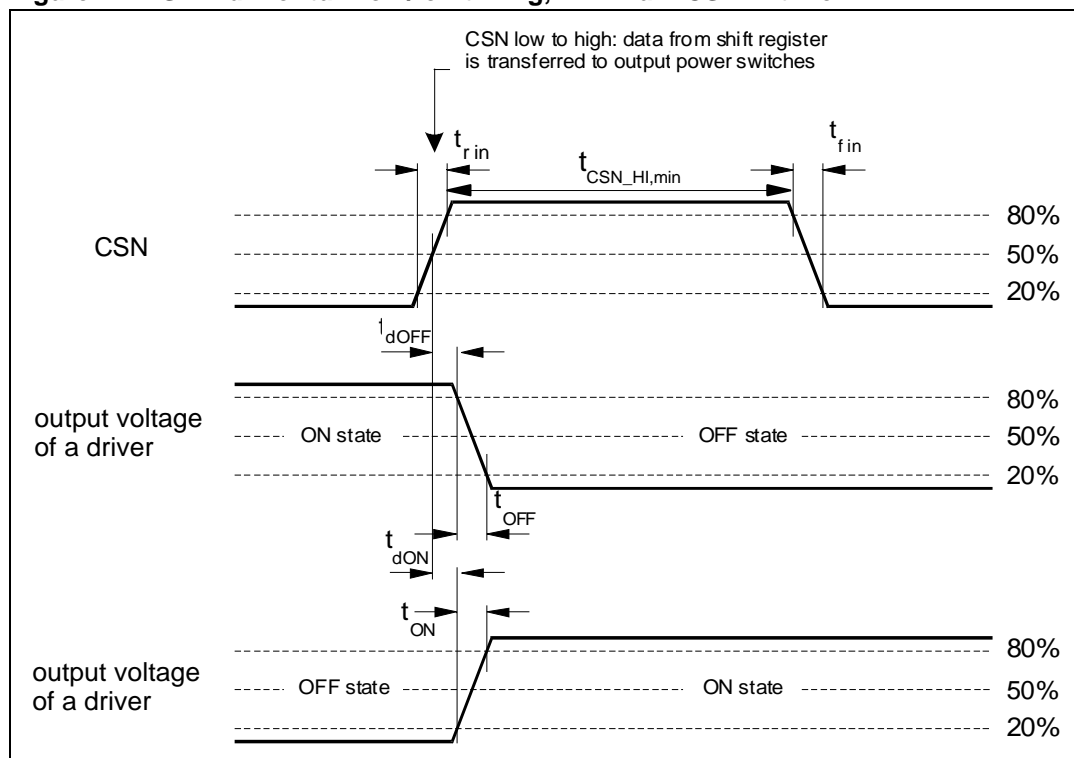 CSN low to high: data from shift register
is transferred to output power switches
t r in
t CSN_HI,min
t f in
CSN
80%
50%
20%
t dOFF
output voltage
of a driver
ON state
OFF state
80%
50%
20%
t OFF
t dON
t ON
output voltage
of a driver
OFF state
ON state
80%
50%
20%